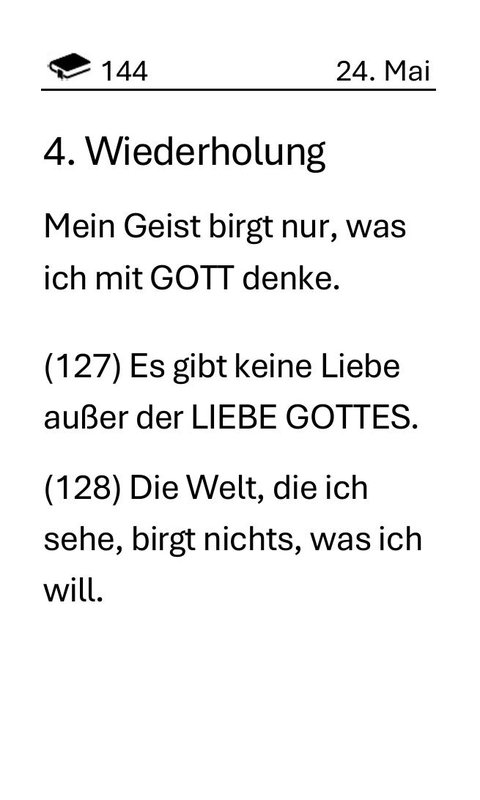 144 24. Mai
4. Wiederholung
Mein Geist birgt nur, was
ich mit GOTT denke.
(127) Es gibt keine Liebe
außer der LIEBE GOTTES.
(128) Die Welt, die ich
sehe, birgt nichts, was ich
will.